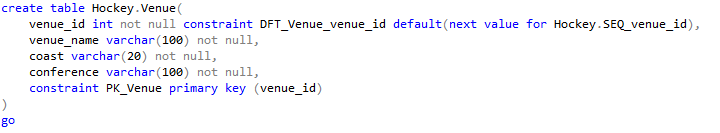 create table Hockey.Venue(
    venue_id int not null constraint DFT_Venue_venue_id default(next value for Hockey.SEQ_venue_id),
    venue_name varchar(100) not null,
    coast varchar(20) not null,
    conference varchar(100) not null,
    constraint PK_Venue primary key (venue_id)
)
go